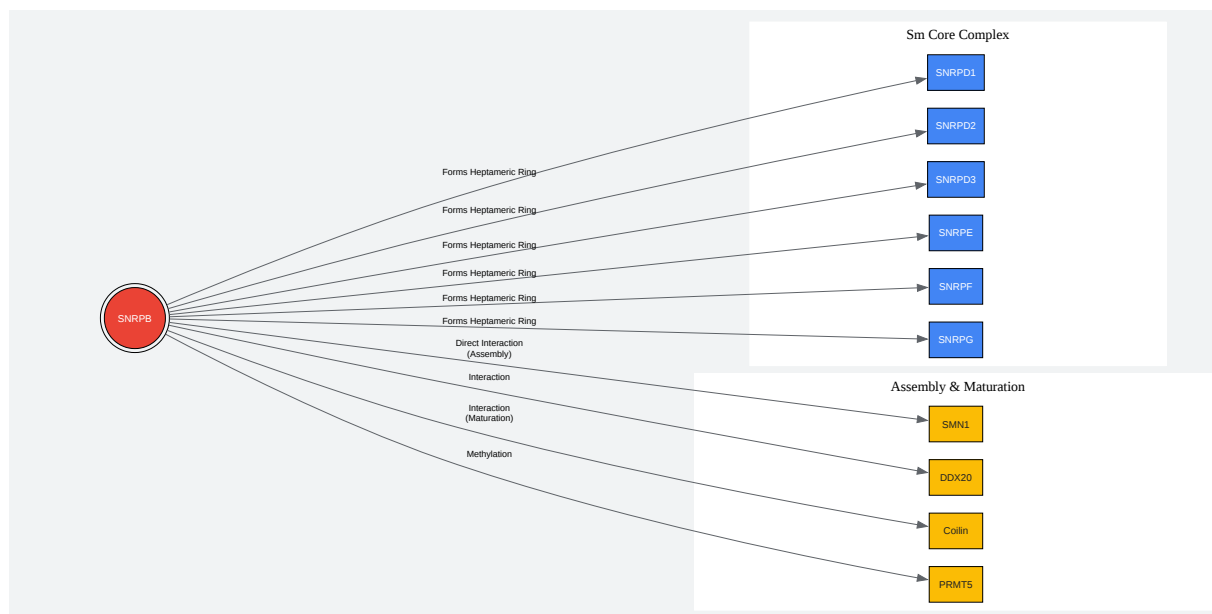 Sm Core Complex
SNRPD1
SNRPD2
Forms Heptameric Ring
SNRPD3
Forms Heptameric Ring
SNRPE
Forms Heptameric Ring
Forms Heptameric Ring
SNRPF
Forms Heptameric Ring
SNRPB
Forms Heptameric Ring
SNRPG
Direct Interaction
(Assembly)
Interaction
Assembly & Maturation
Interaction
(Maturation)
SMN1
Methylation
DDX20
Coilin
PRMT5